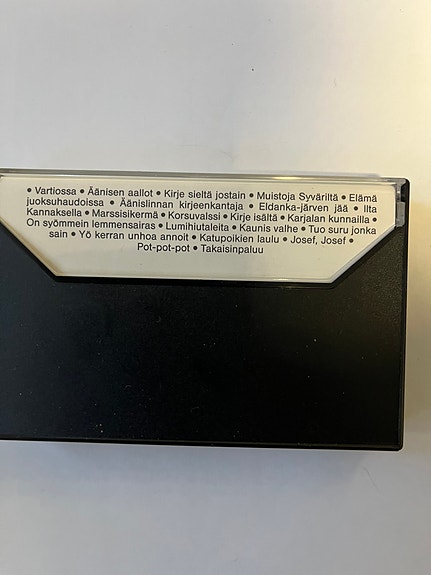 • Vartiossa • Äänisen aallot • Kirje sieltä jostain • Muistoja Syväriltä • Elämä
juoksuhaudoissa • Äänislinnan kirjeenkantaja • Eldanka-järven jää • Ilta
Kannaksella • Marssisikermä • Korsuvalssi • Kirje isältä • Karjalan kunnailla •
On syömmein lemmensairas • Lumihiutaleita • Kaunis valhe • Tuo suru jonka
sain • Yö kerran unhoa annoit • Katupoikien laulu • Josef, Josef •
Pot-pot-pot • Takaisinpaluu